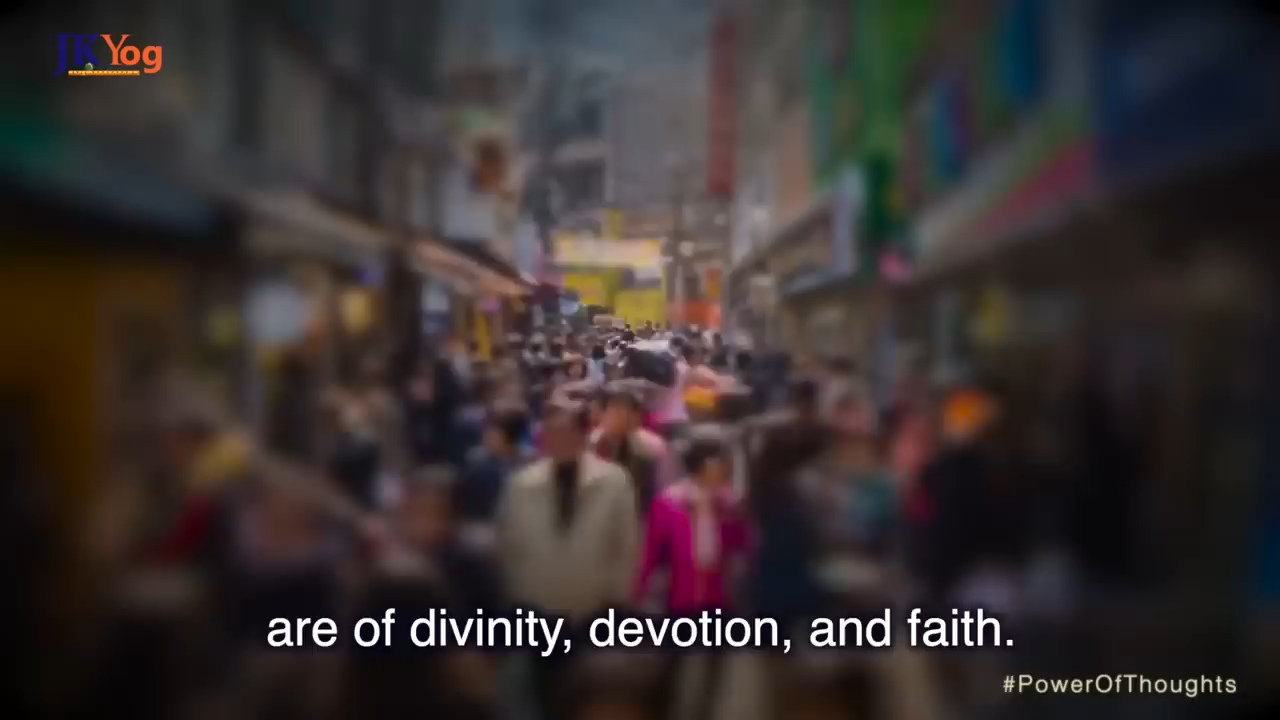 JKYog
are of divinity, devotion, and faith.
#PowerOfThoughts